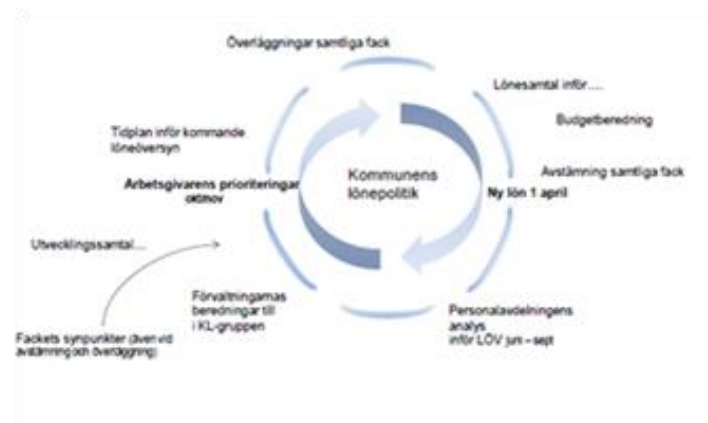 Överläggningar samtliga fack
Lönesamtal inför.....
Budgetberedning
Tidplan inför kommande
löneöversyn
Avstämning samtliga fack
Arbetsgivarens prioriteringar
okt/nov
Kommunens
lönepolitik
Ny lön 1 april
Utvecklingssamtal...
Förvaltningarnas
beredningar till
i KL-gruppen
Personalavdelningens
analys
inför LÖV juni – sept
Fackets synpunkter (även vid
avstämning och överläggning)